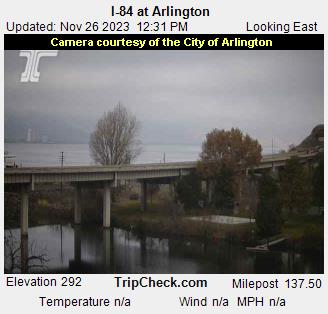 I-84 at Arlington
Updated: Nov 26 2023 12:31 PM Looking East
Camera courtesy of the City of Arlington
Elevation 292 TripCheck.com Milepost 137.50
Temperature n/a Wind n/a MPH n/a